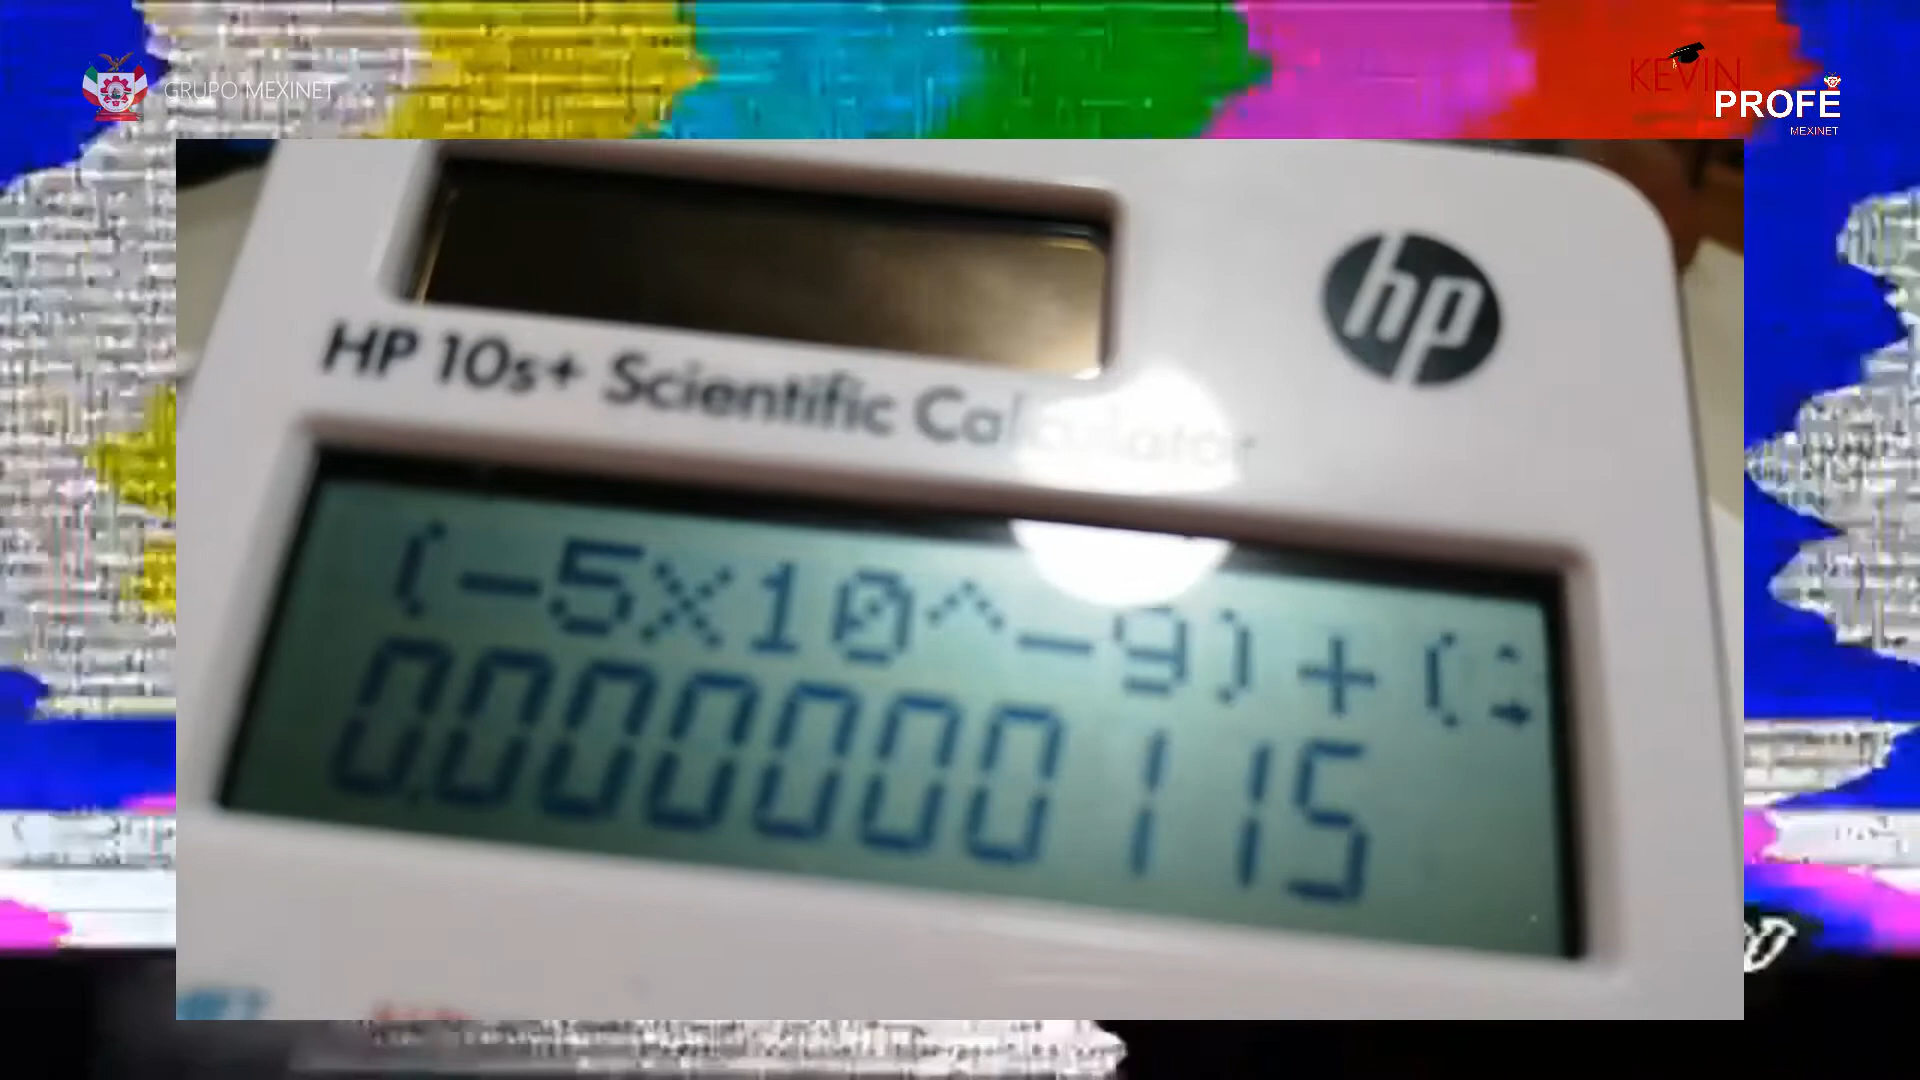 GRUPO MEXINET
KEVIN
PROFE
MEXINET
hp
HP 10s+ Scientific Calculator
(-5×10^-9)+(
0.000000115